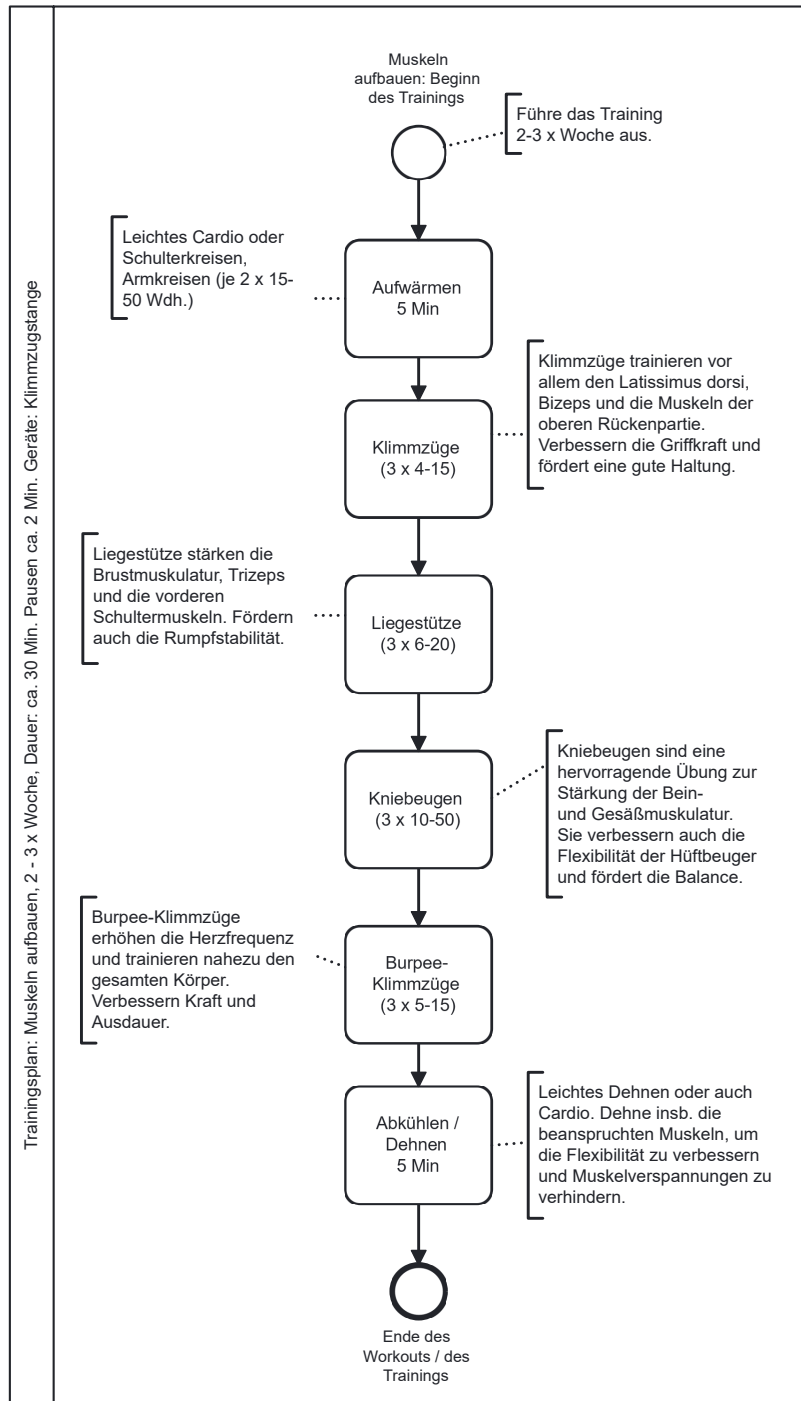 Trainingsplan: Muskeln aufbauen, 2 - 3 x Woche, Dauer: ca. 30 Min. Pausen ca. 2 Min. Geräte: Klimmzugstange
Muskeln
aufbauen: Beginn
des Trainings
Führe das Training
2-3 x Woche aus.
Leichtes Cardio oder
Schulterkreisen,
Armkreisen (je 2 x 15-
50 Wdh.)
Aufwärmen
5 Min
Klimmzüge
(3 x 4-15)
Klimmzüge trainieren vor
allem den Latissimus dorsi,
Bizeps und die Muskeln der
oberen Rückenpartie.
Verbessern die Griffkraft und
fördert eine gute Haltung.
Liegestütze stärken die
Brustmuskulatur, Trizeps
und die vorderen
Schultermuskeln. Fördern
auch die Rumpfstabilität.
Liegestütze
(3 x 6-20)
Kniebeugen
(3 x 10-50)
Kniebeugen sind eine
hervorragende Übung zur
Stärkung der Bein-
und Gesäßmuskulatur.
Sie verbessern auch die
Flexibilität der Hüftbeuger
und fördert die Balance.
Burpee-Klimmzüge
erhöhen die Herzfrequenz
und trainieren nahezu den
gesamten Körper.
Verbessern Kraft und
Ausdauer.
Burpee-
Klimmzüge
(3 x 5-15)
Abkühlen /
Dehnen
5 Min
Leichtes Dehnen oder auch
Cardio. Dehne insb. die
beanspruchten Muskeln, um
die Flexibilität zu verbessern
und Muskelverspannungen zu
verhindern.
Ende des
Workouts / des
Trainings